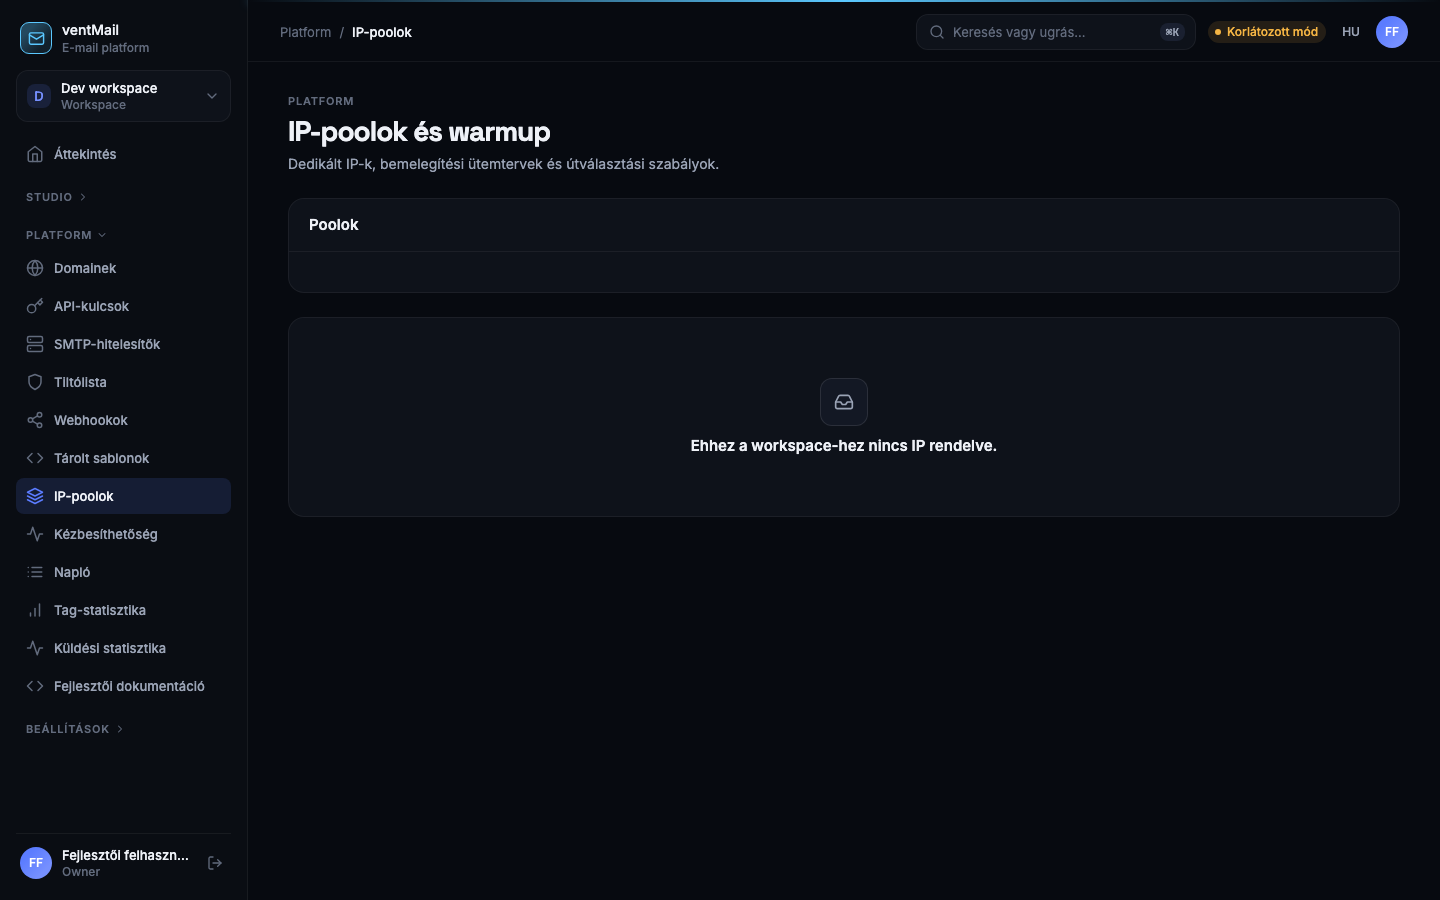 ventMail
E-mail platform
D
Dev workspace
Workspace
Áttekintés
STUDIO
PLATFORM
Domainek
API-kulcsok
SMTP-hitelesítők
Tiltólista
Webhookok
Tárolt sablonok
IP-poolok
Kézbesíthetőség
Napló
Tag-statisztika
Küldési statisztika
Fejlesztői dokumentáció
BEÁLLÍTÁSOK
FF
Fejlesztői felhaszn...
Owner
Platform / IP-poolok
Keresés vagy ugrás...
⌘K
Korlátozott mód
HU
FF
PLATFORM
IP-poolok és warmup
Dedikált IP-k, bemelegítési ütemtervek és útválasztási szabályok.
Poolok
Ehhez a workspace-hez nincs IP rendelve.